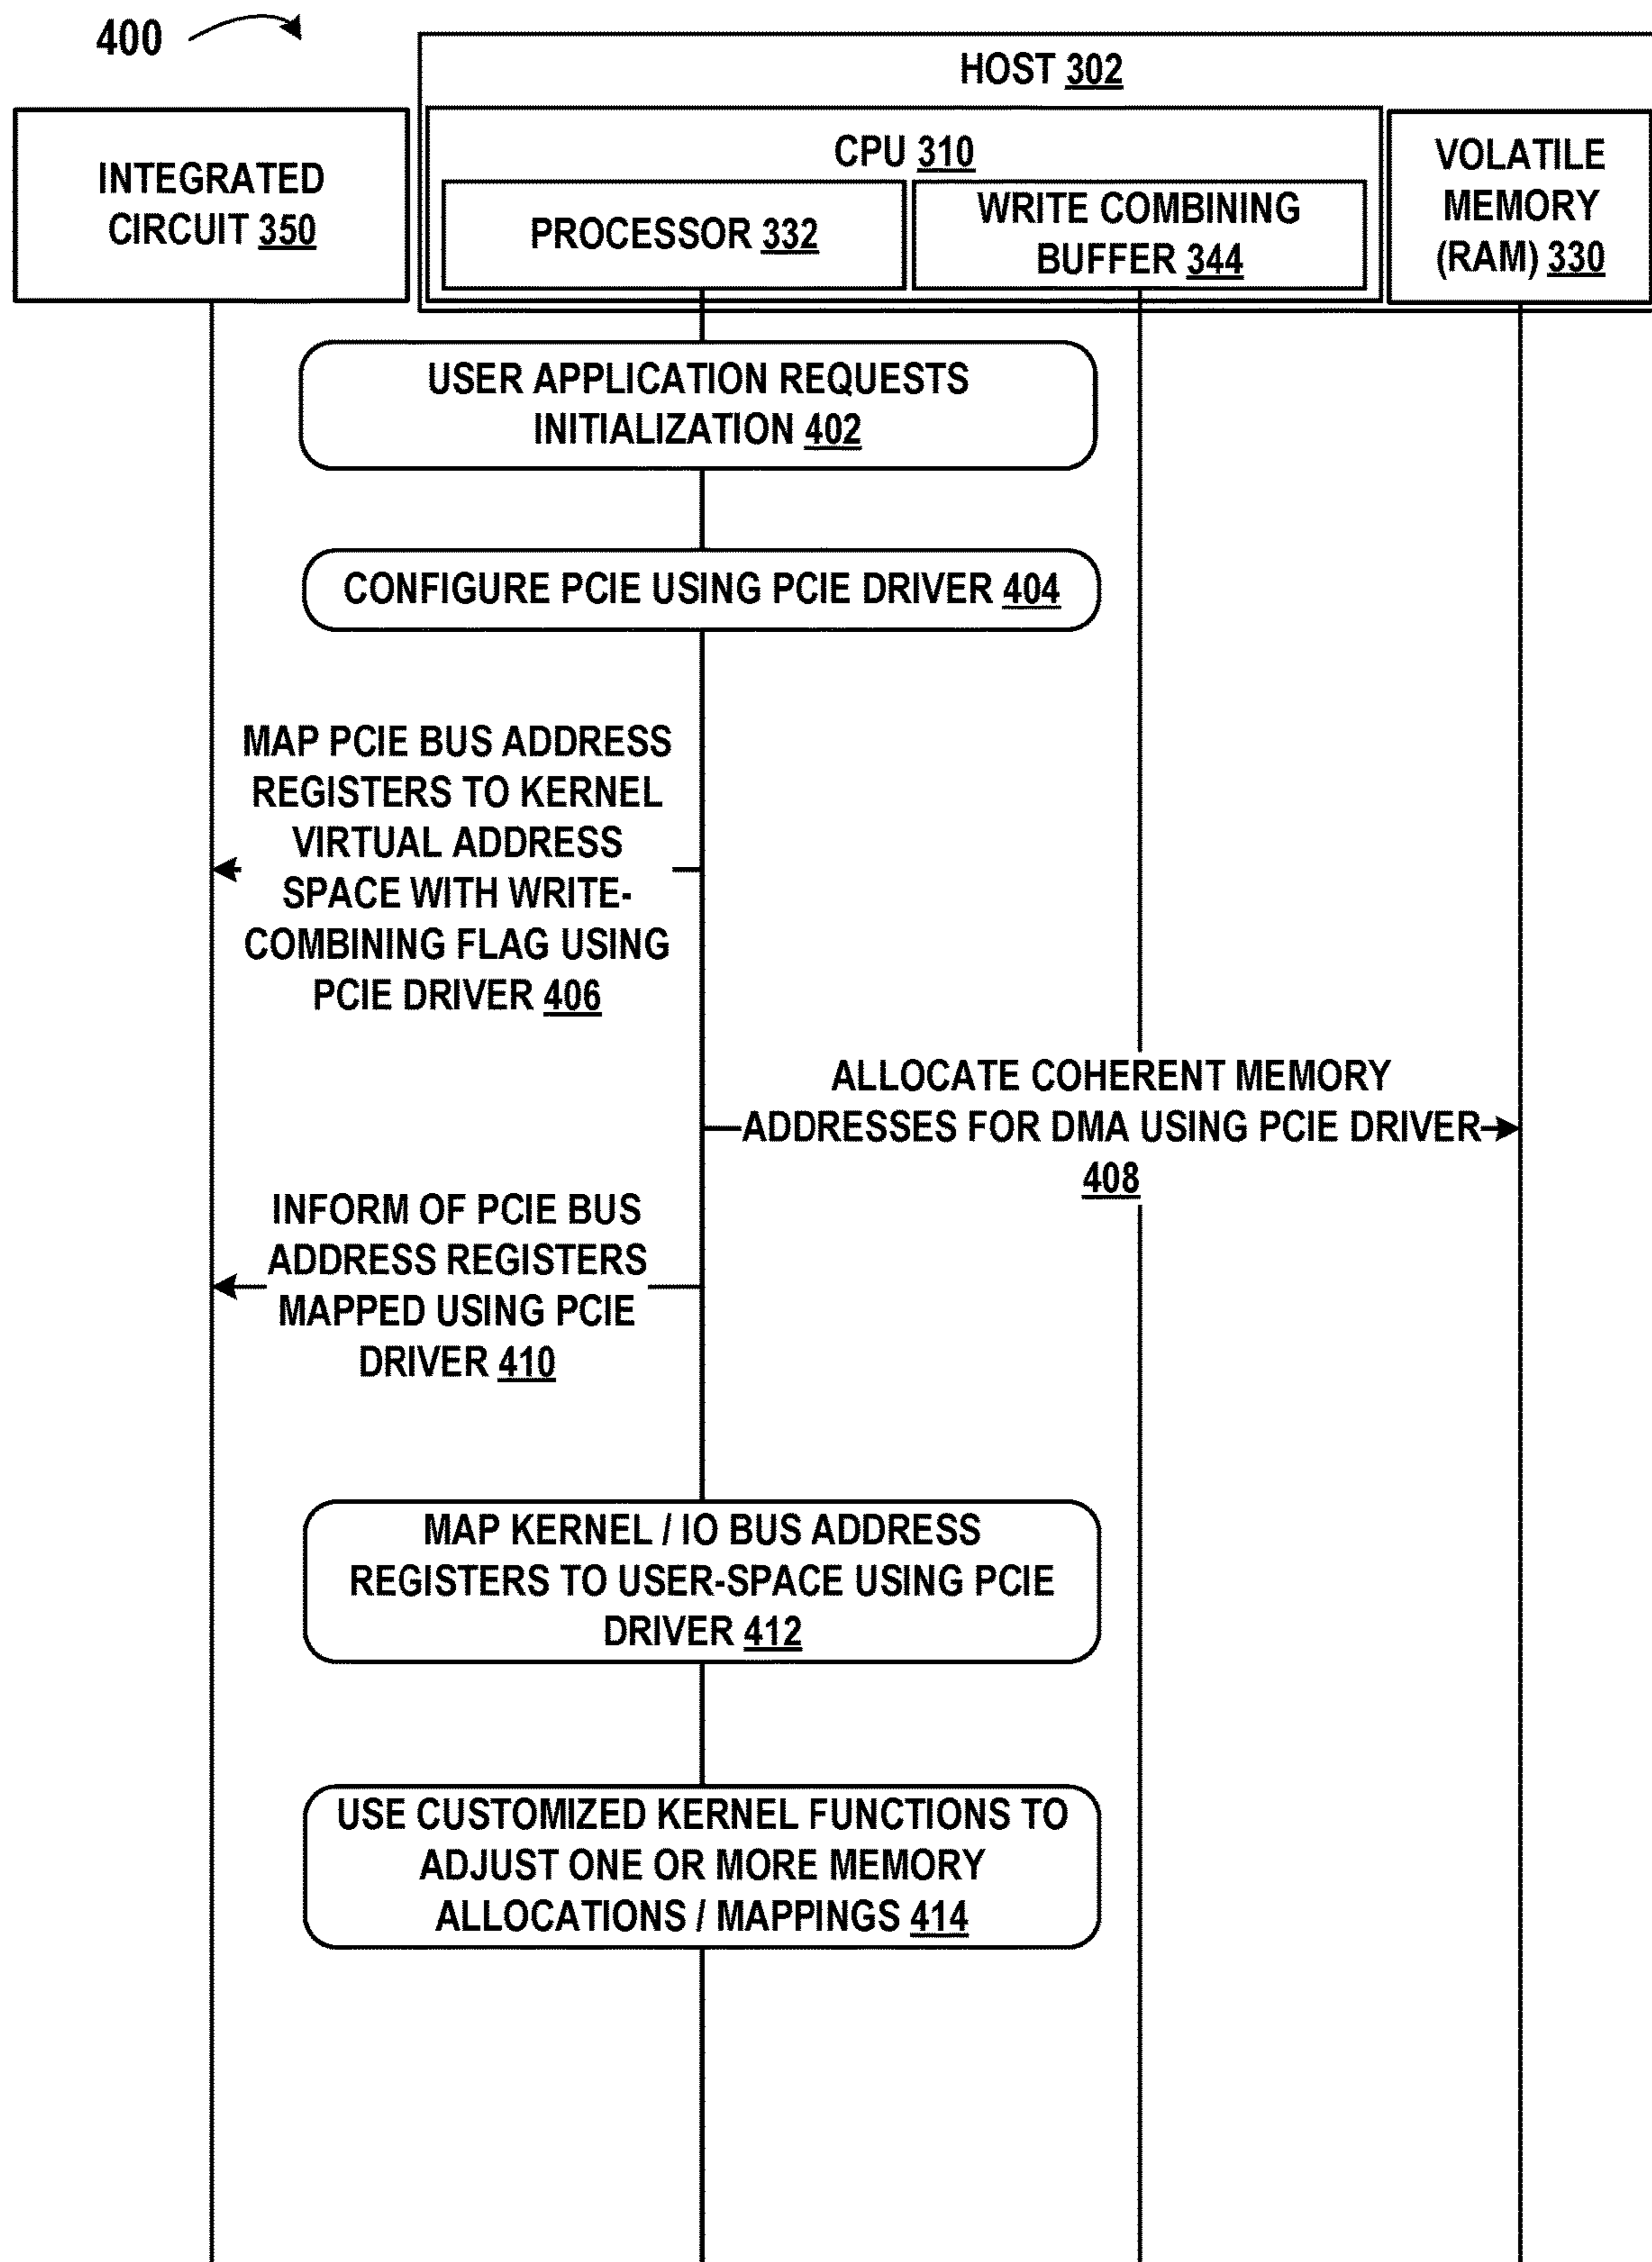 400
HOST 302
INTEGRATED
CIRCUIT 350
CPU 310
PROCESSOR 332
WRITE COMBINING
BUFFER 344
VOLATILE
MEMORY
(RAM) 330
USER APPLICATION REQUESTS
INITIALIZATION 402
CONFIGURE PCIE USING PCIE DRIVER 404
MAP PCIE BUS ADDRESS
REGISTERS TO KERNEL
VIRTUAL ADDRESS
SPACE WITH WRITE-
COMBINING FLAG USING
PCIE DRIVER 406
ALLOCATE COHERENT MEMORY
ADDRESSES FOR DMA USING PCIE DRIVER
408
INFORM OF PCIE BUS
ADDRESS REGISTERS
MAPPED USING PCIE
DRIVER 410
MAP KERNEL / IO BUS ADDRESS
REGISTERS TO USER-SPACE USING PCIE
DRIVER 412
USE CUSTOMIZED KERNEL FUNCTIONS TO
ADJUST ONE OR MORE MEMORY
ALLOCATIONS / MAPPINGS 414